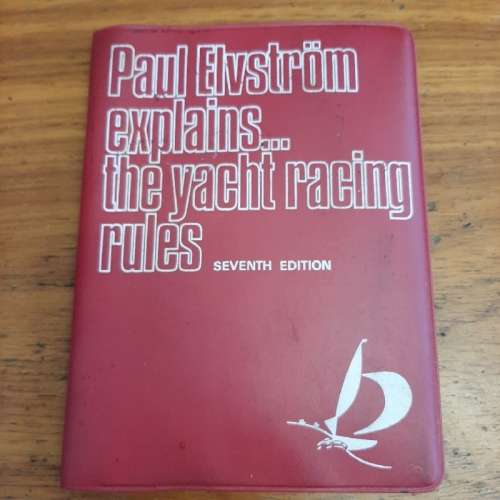 Paul Elvström
explains...
the yacht racing
rules SEVENTH EDITION